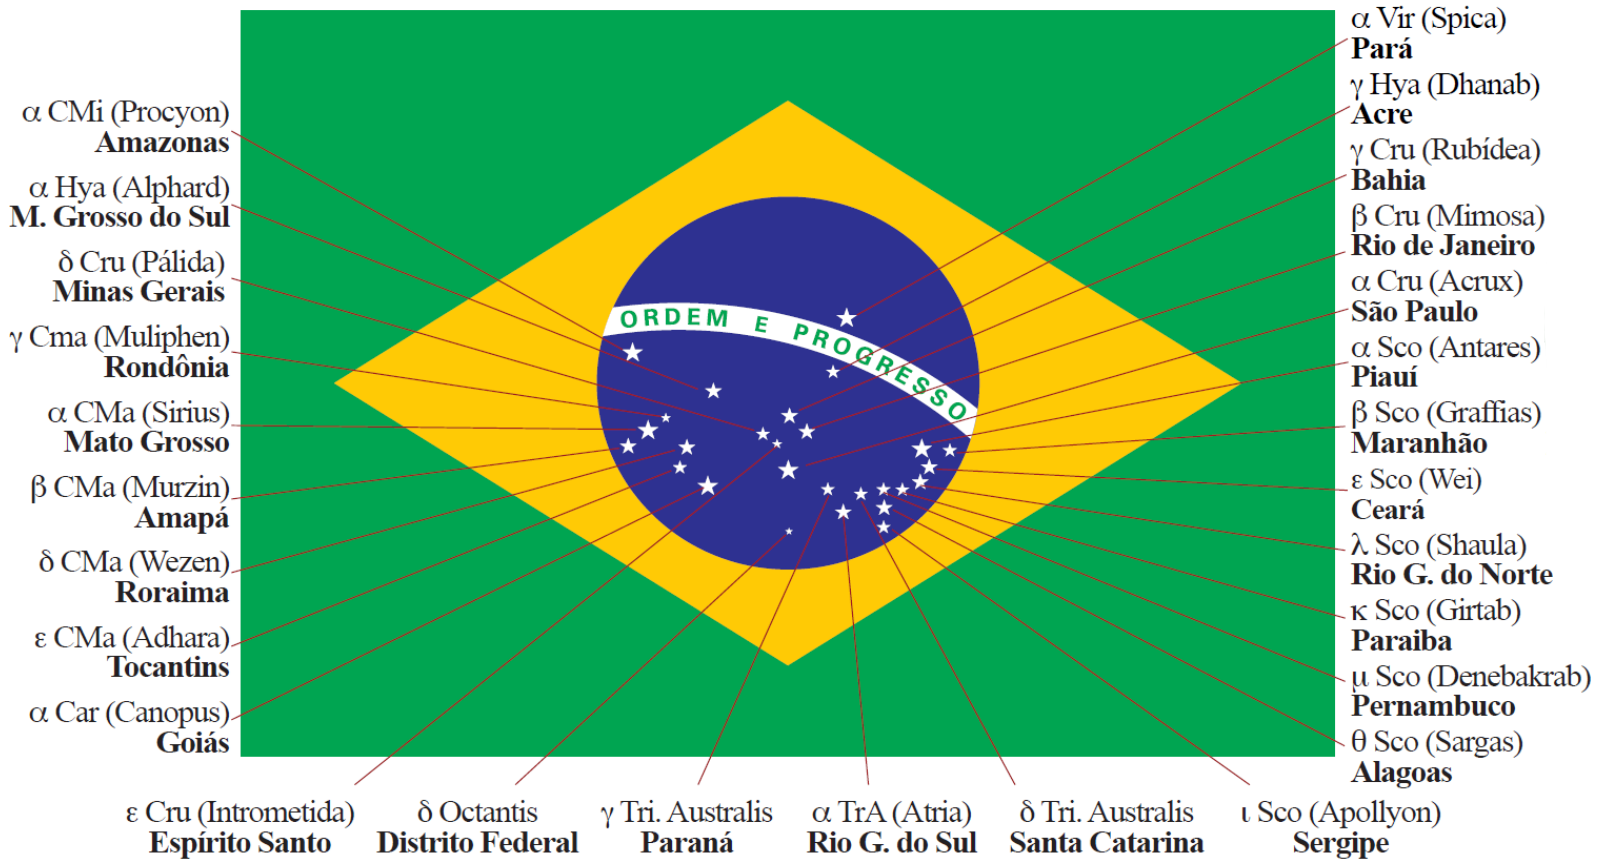 α CMi (Procyon)
Amazonas
α Hya (Alphard)
M. Grosso do Sul
δ Cru (Pálida)
Minas Gerais
γ Cma (Muliphen)
Rondônia
α CMa (Sirius)
Mato Grosso
β CMa (Murzin)
Amapá
δ CMa (Wezen)
Roraima
ε CMa (Adhara)
Tocantins
α Car (Canopus)
Goiás
ORDEM E PROGRESSO
α Vir (Spica)
Pará
γ Hya (Dhanab)
Acre
γ Cru (Rubídea)
Bahia
β Cru (Mimosa)
Rio de Janeiro
α Cru (Acrux)
São Paulo
α Sco (Antares)
Piauí
β Sco (Graffias)
Maranhão
ε Sco (Wei)
Ceará
λ Sco (Shaula)
Rio G. do Norte
κ Sco (Girtab)
Paraiba
μ Sco (Denebakrab)
Pernambuco
θ Sco (Sargas)
Alagoas
ε Cru (Intrometida)
Espírito Santo
δ Octantis
Distrito Federal
γ Tri. Australis
Paraná
α TrA (Atria)
Rio G. do Sul
δ Tri. Australis
Santa Catarina
ι Sco (Apollyon)
Sergipe